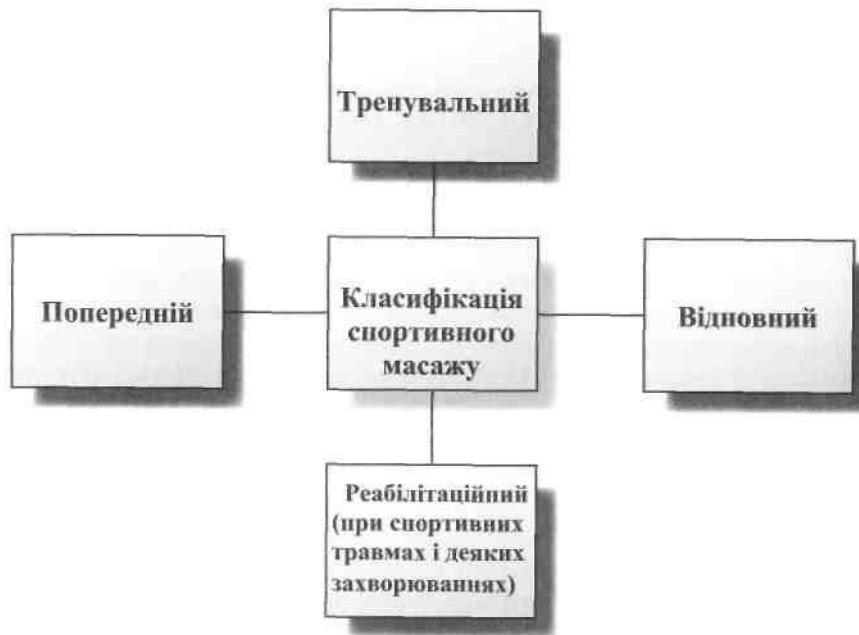 Тренувальний
Попередній
Класифікація
спортивного
масажу
Відновний
Реабілітаційний
(при спортивних
травмах і деяких
захворюваннях)